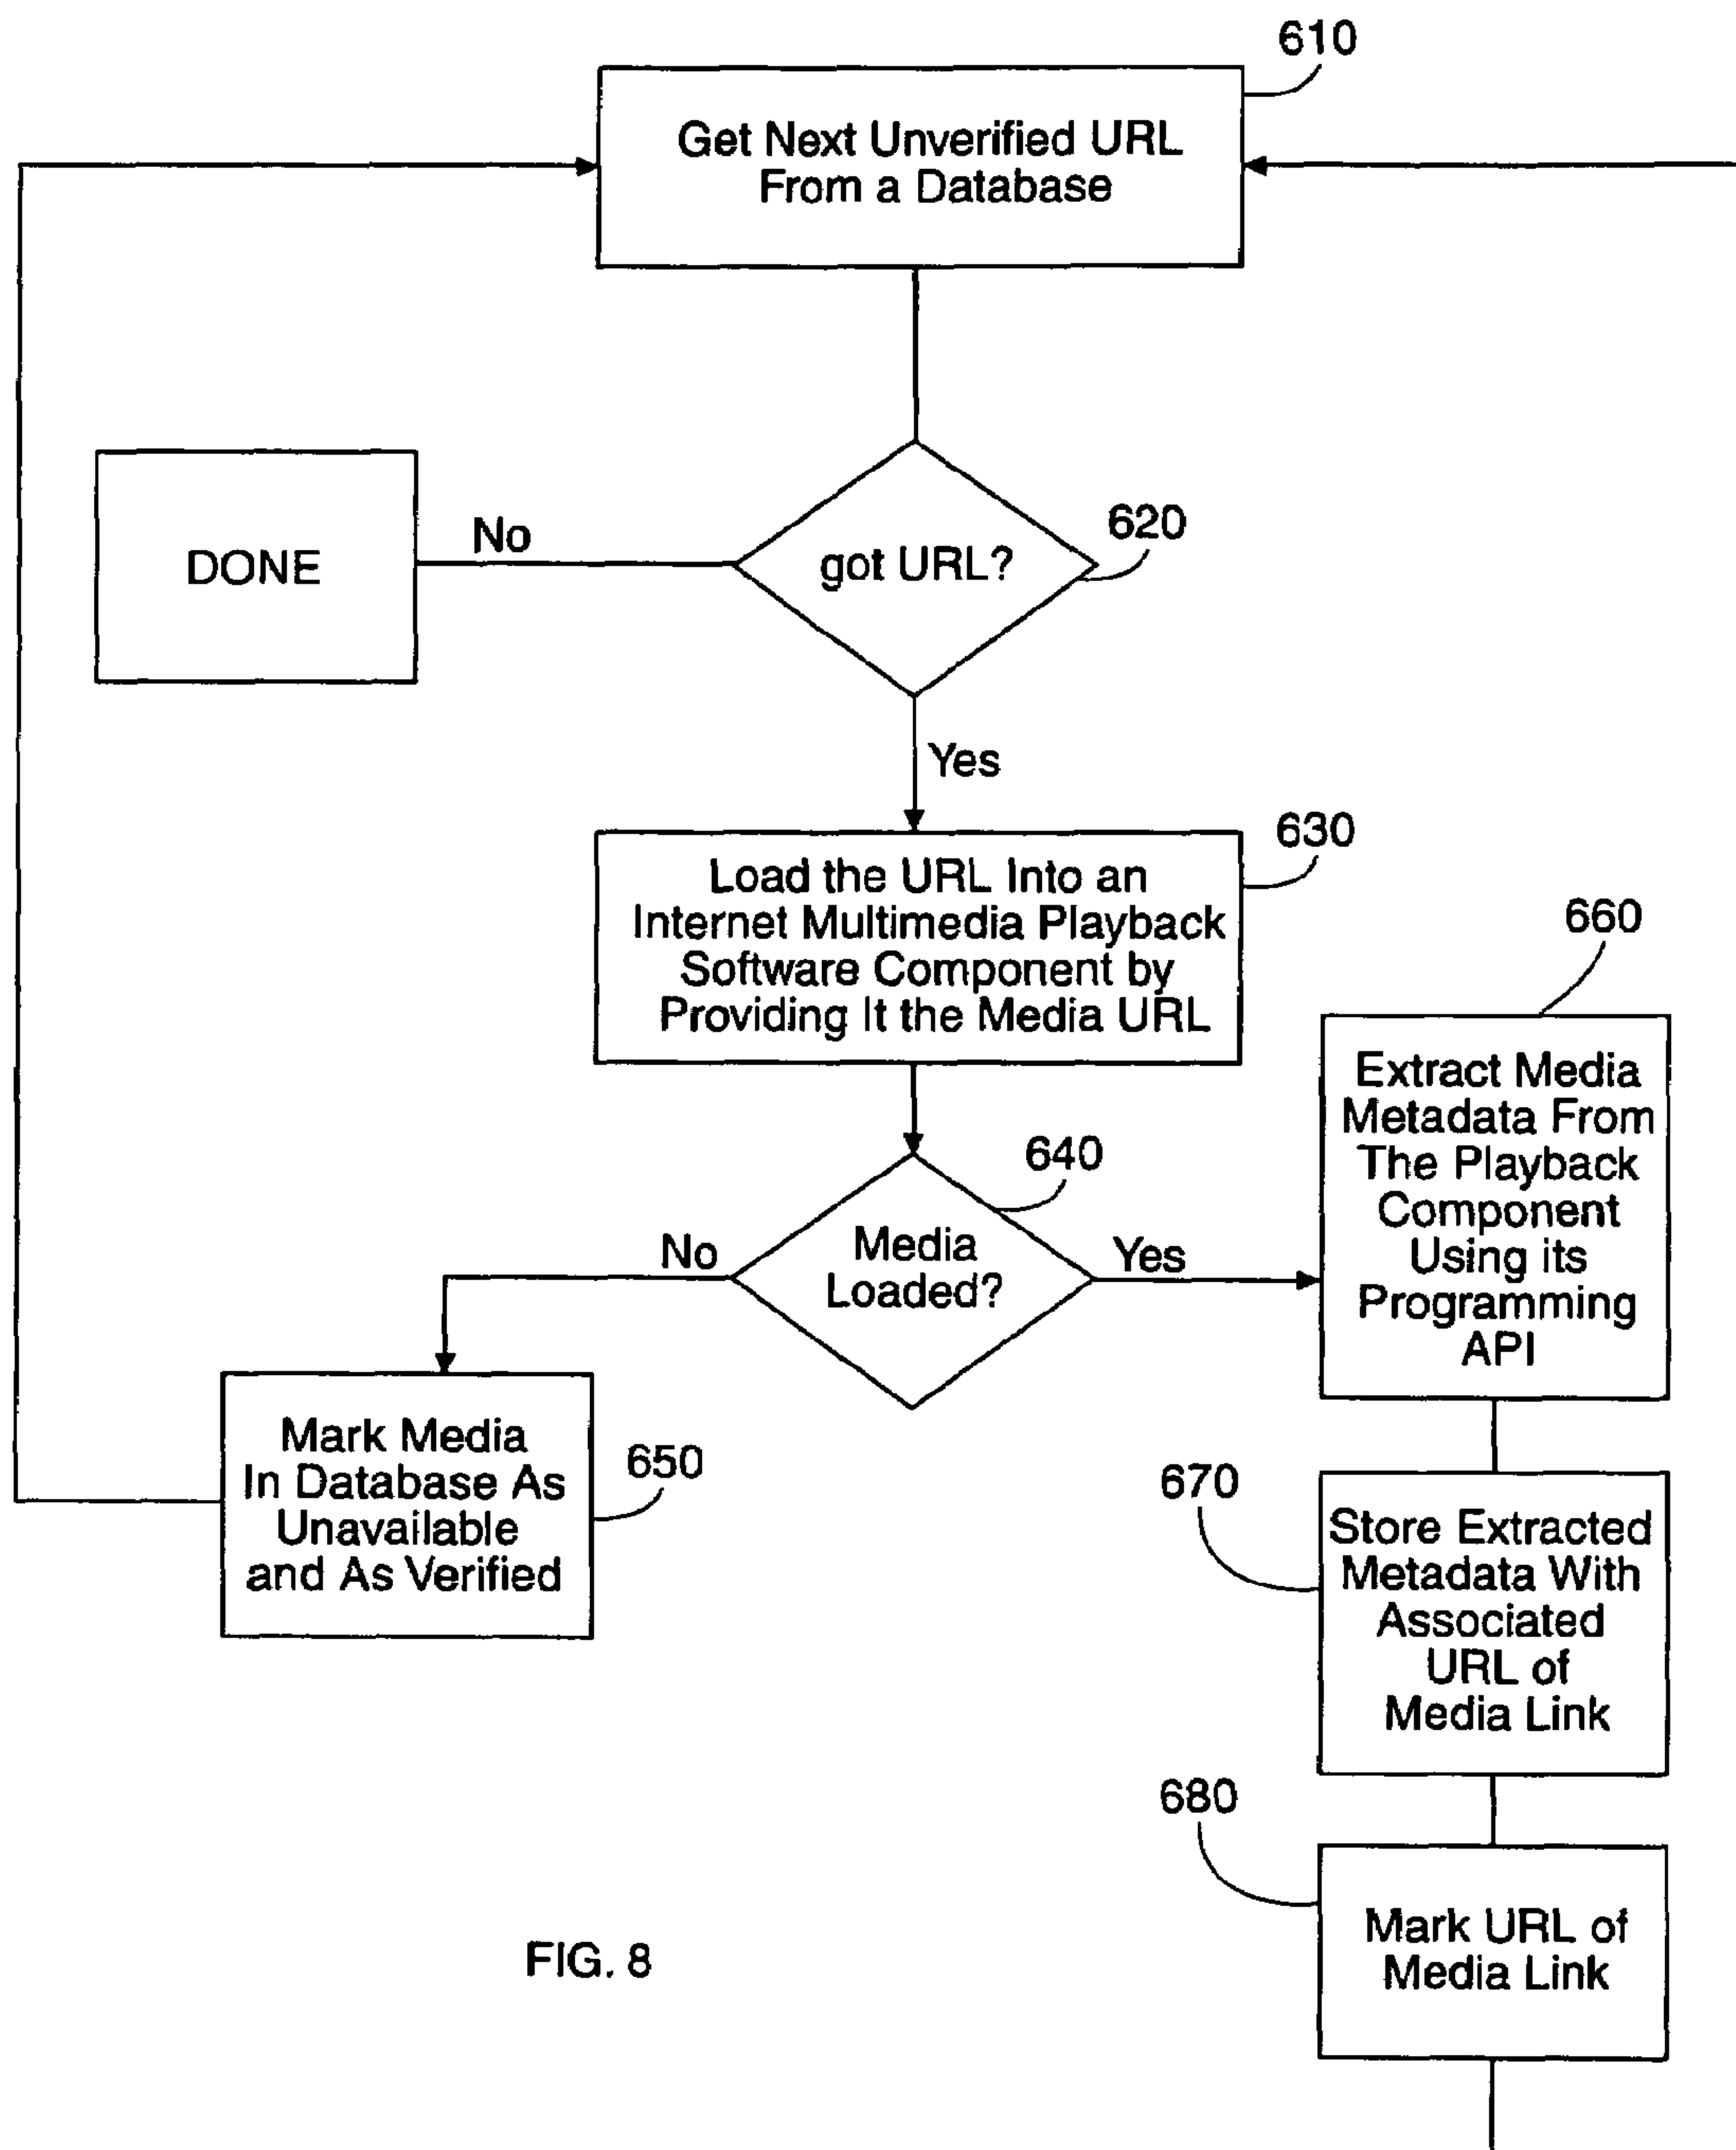 610
Get Next Unverified URL
From a Database
DONE
No
got URL?
620
Yes
630
Load the URL Into an
Internet Multimedia Playback
Software Component by
Providing It the Media URL
640
Media
Loaded?
No
Yes
660
Extract Media
Metadata From
The Playback
Component
Using its
Programming
API
Mark Media
In Database As
Unavailable
and As Verified
650
670
Store Extracted
Metadata With
Associated
URL of
Media Link
680
Mark URL of
Media Link
FIG. 8